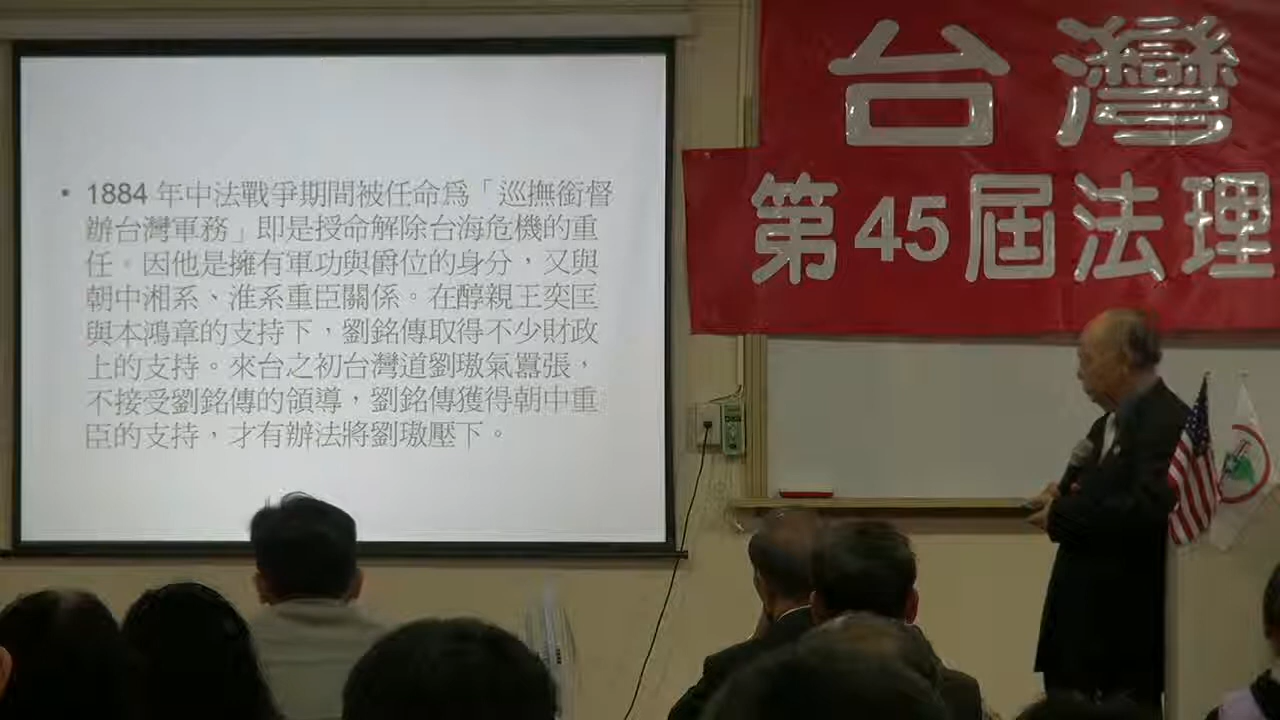 • 1884 年中法戰爭期間被任命為「巡撫銜督
辦台灣軍務」即是授命解除台海危機的重
任。因他是擁有軍功與爵位的身分，又與
朝中湘系、淮系重臣關係。在醇親王奕匡
與本鴻章的支持下，劉銘傳取得不少財政
上的支持。來台之初台灣道劉璈氣囂張，
不接受劉銘傳的領導，劉銘傳獲得朝中重
臣的支持，才有辦法將劉璈壓下。
台灣
第45屆法理